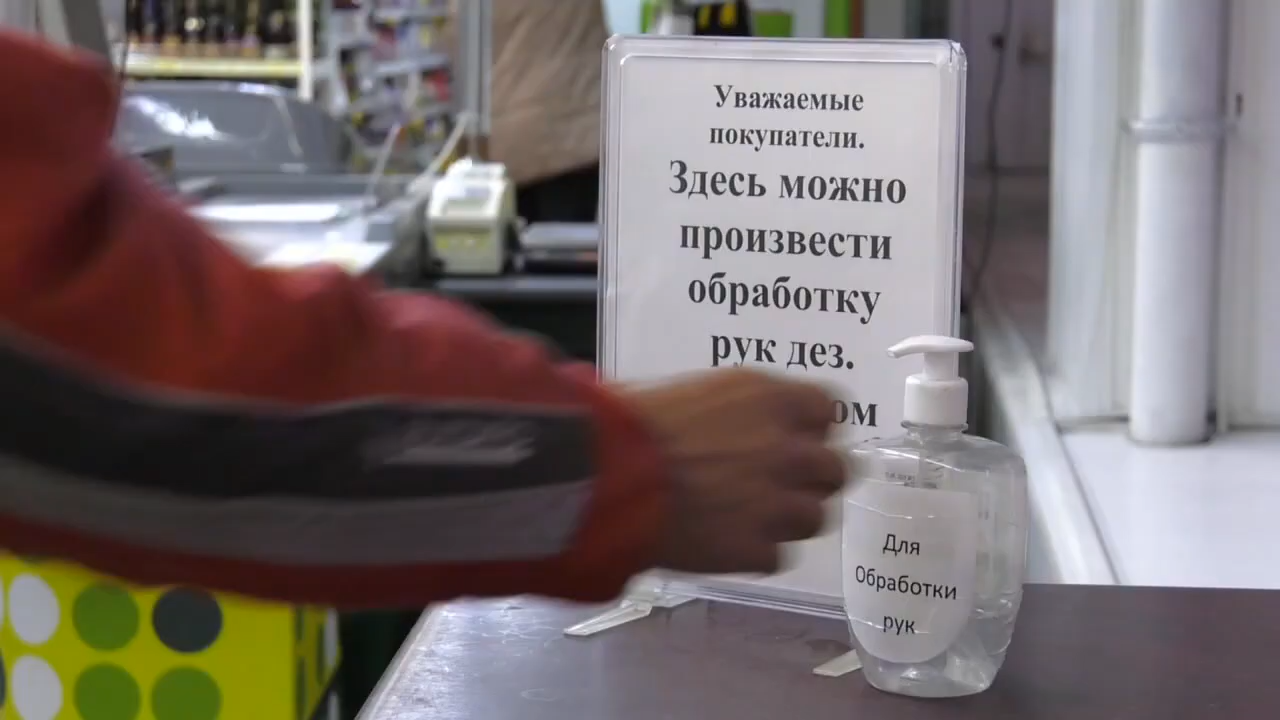 Уважаемые
покупатели.
Здесь можно
произвести
обработку
рук дез.
Для
Обработки
рук